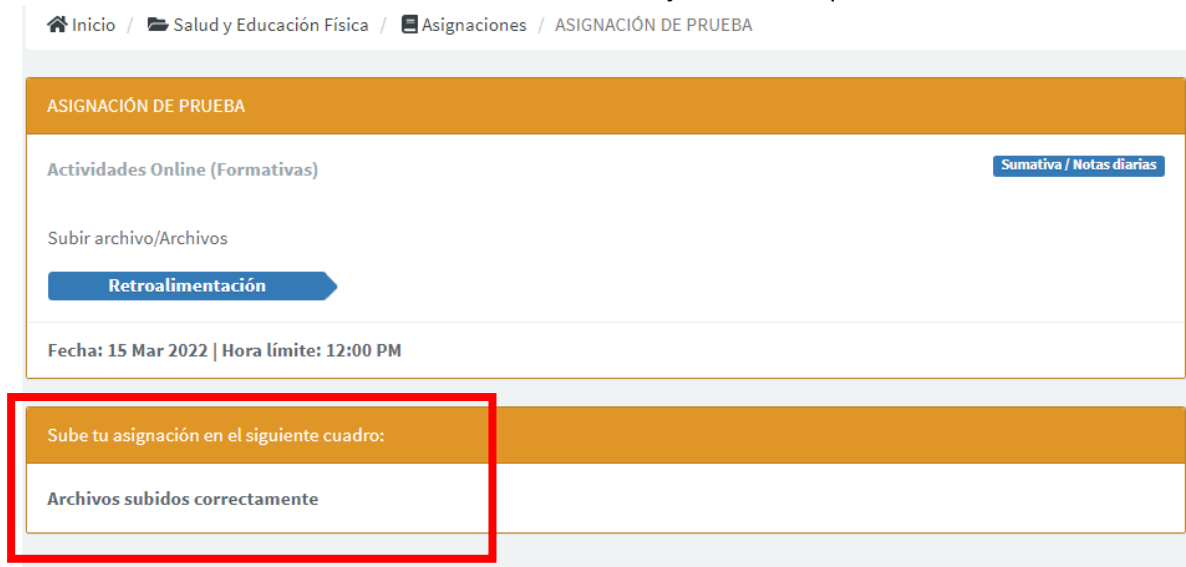 Inicio / Salud y Educación Física / Asignaciones / ASIGNACIÓN DE PRUEBA
ASIGNACIÓN DE PRUEBA
Actividades Online (Formativas)
Sumativa / Notas diarias
Subir archivo/Archivos
Retroalimentación
Fecha: 15 Mar 2022 | Hora límite: 12:00 PM
Sube tu asignación en el siguiente cuadro:
Archivos subidos correctamente